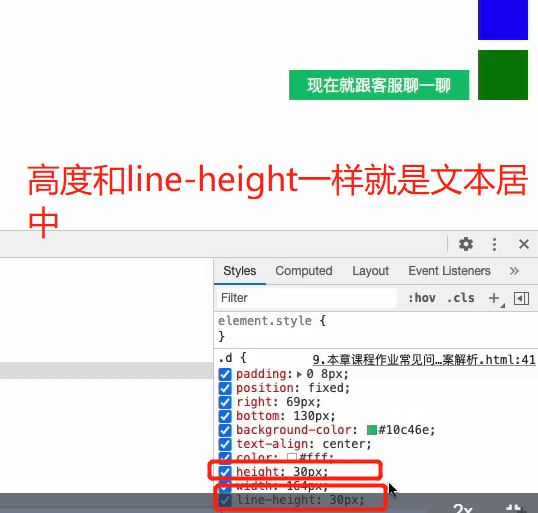 现在就跟客服聊一聊
高度和line-height一样就是文本居
中
Styles Computed Layout Event Listeners »
Filter :hov .cls +
element.style {
}
.d { 9.本章课程作业常见问…案解析.html:41
padding: 0 8px;
position: fixed;
right: 69px;
bottom: 130px;
background-color: #10c46e;
text-align: center;
color: #fff;
height: 30px;
width: 164px;
line-height: 30px;
2x